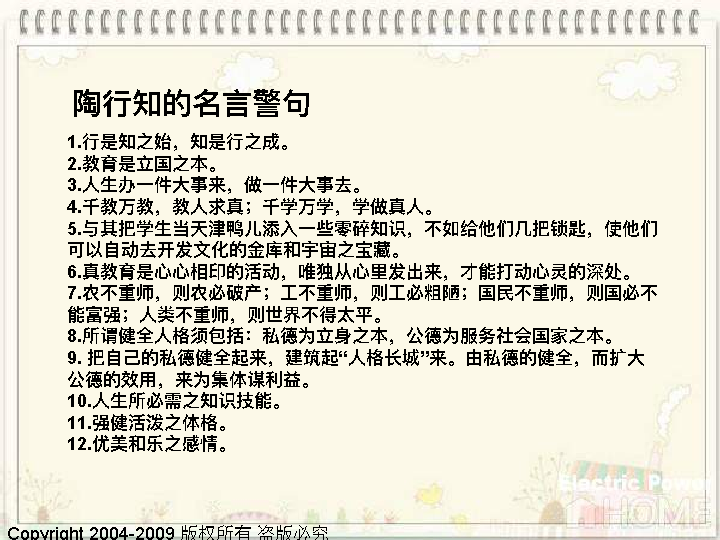 陶行知的名言警句
1.行是知之始，知是行之成。
2.教育是立国之本。
3.人生办一件大事来，做一件大事去。
4.千教万教，教人求真；千学万学，学做真人。
5.与其把学生当天津鸭儿添入一些零碎知识，不如给他们几把锁匙，使他们
可以自动去开发文化的金库和宇宙之宝藏。
6.真教育是心心相印的活动，唯独从心里发出来，才能打动心灵的深处。
7.农不重师，则农必破产；工不重师，则工必粗陋；国民不重师，则国必不
能富强；人类不重师，则世界不得太平。
8.所谓健全人格须包括：私德为立身之本，公德为服务社会国家之本。
9. 把自己的私德健全起来，建筑起“人格长城”来。由私德的健全，而扩大
公德的效用，来为集体谋利益。
10.人生所必需之知识技能。
11.强健活泼之体格。
12.优美和乐之感情。
Electric Power
HOME
Copyright 2004-2009 版权所有 盗版必究